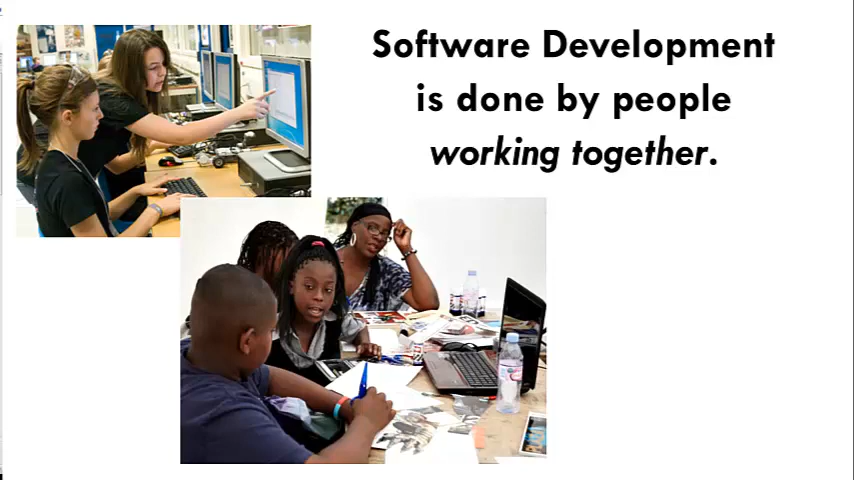 Software Development
is done by people
working together.